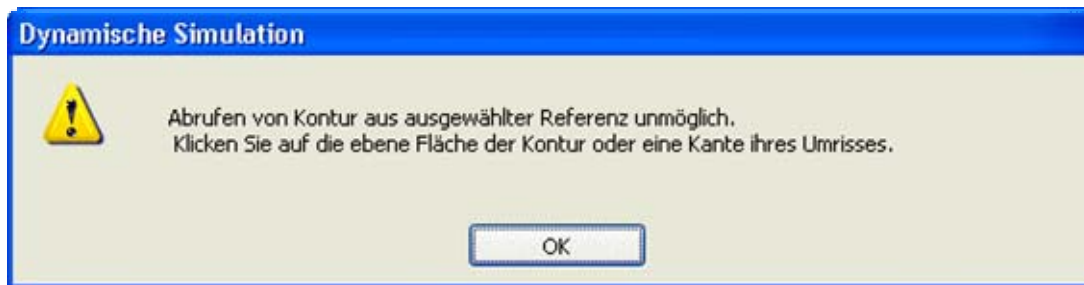 Dynamische Simulation
Abrufen von Kontur aus ausgewählter Referenz unmöglich.
Klicken Sie auf die ebene Fläche der Kontur oder eine Kante ihres Umrisses.
OK